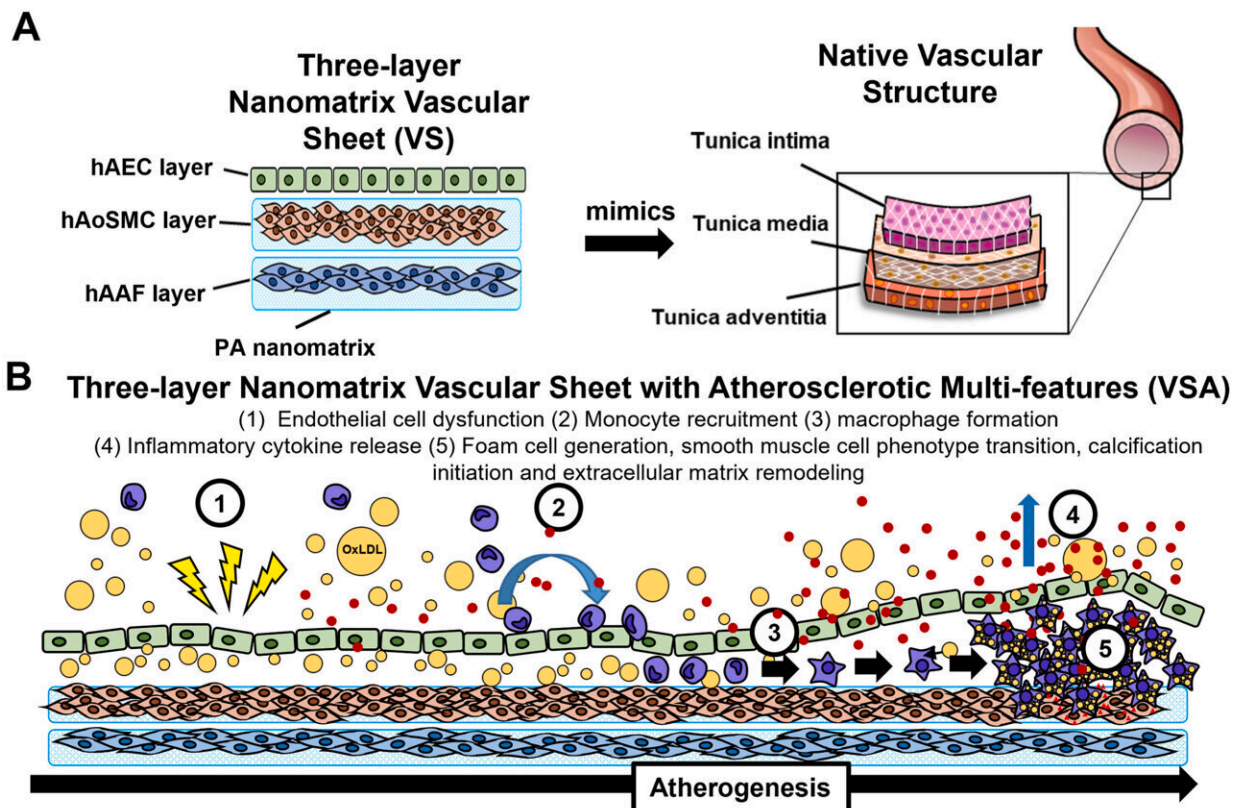 A
Three-layer
Nanomatrix Vascular
Sheet (VS)
hAEC layer
hAoSMC layer
hAAF layer
PA nanomatrix
mimics
Native Vascular
Structure
Tunica intima
Tunica media
Tunica adventitia
B
Three-layer Nanomatrix Vascular Sheet with Atherosclerotic Multi-features (VSA)
(1) Endothelial cell dysfunction (2) Monocyte recruitment (3) macrophage formation
(4) Inflammatory cytokine release (5) Foam cell generation, smooth muscle cell phenotype transition, calcification
initiation and extracellular matrix remodeling
1
2
4
OxLDL
3
5
Atherogenesis